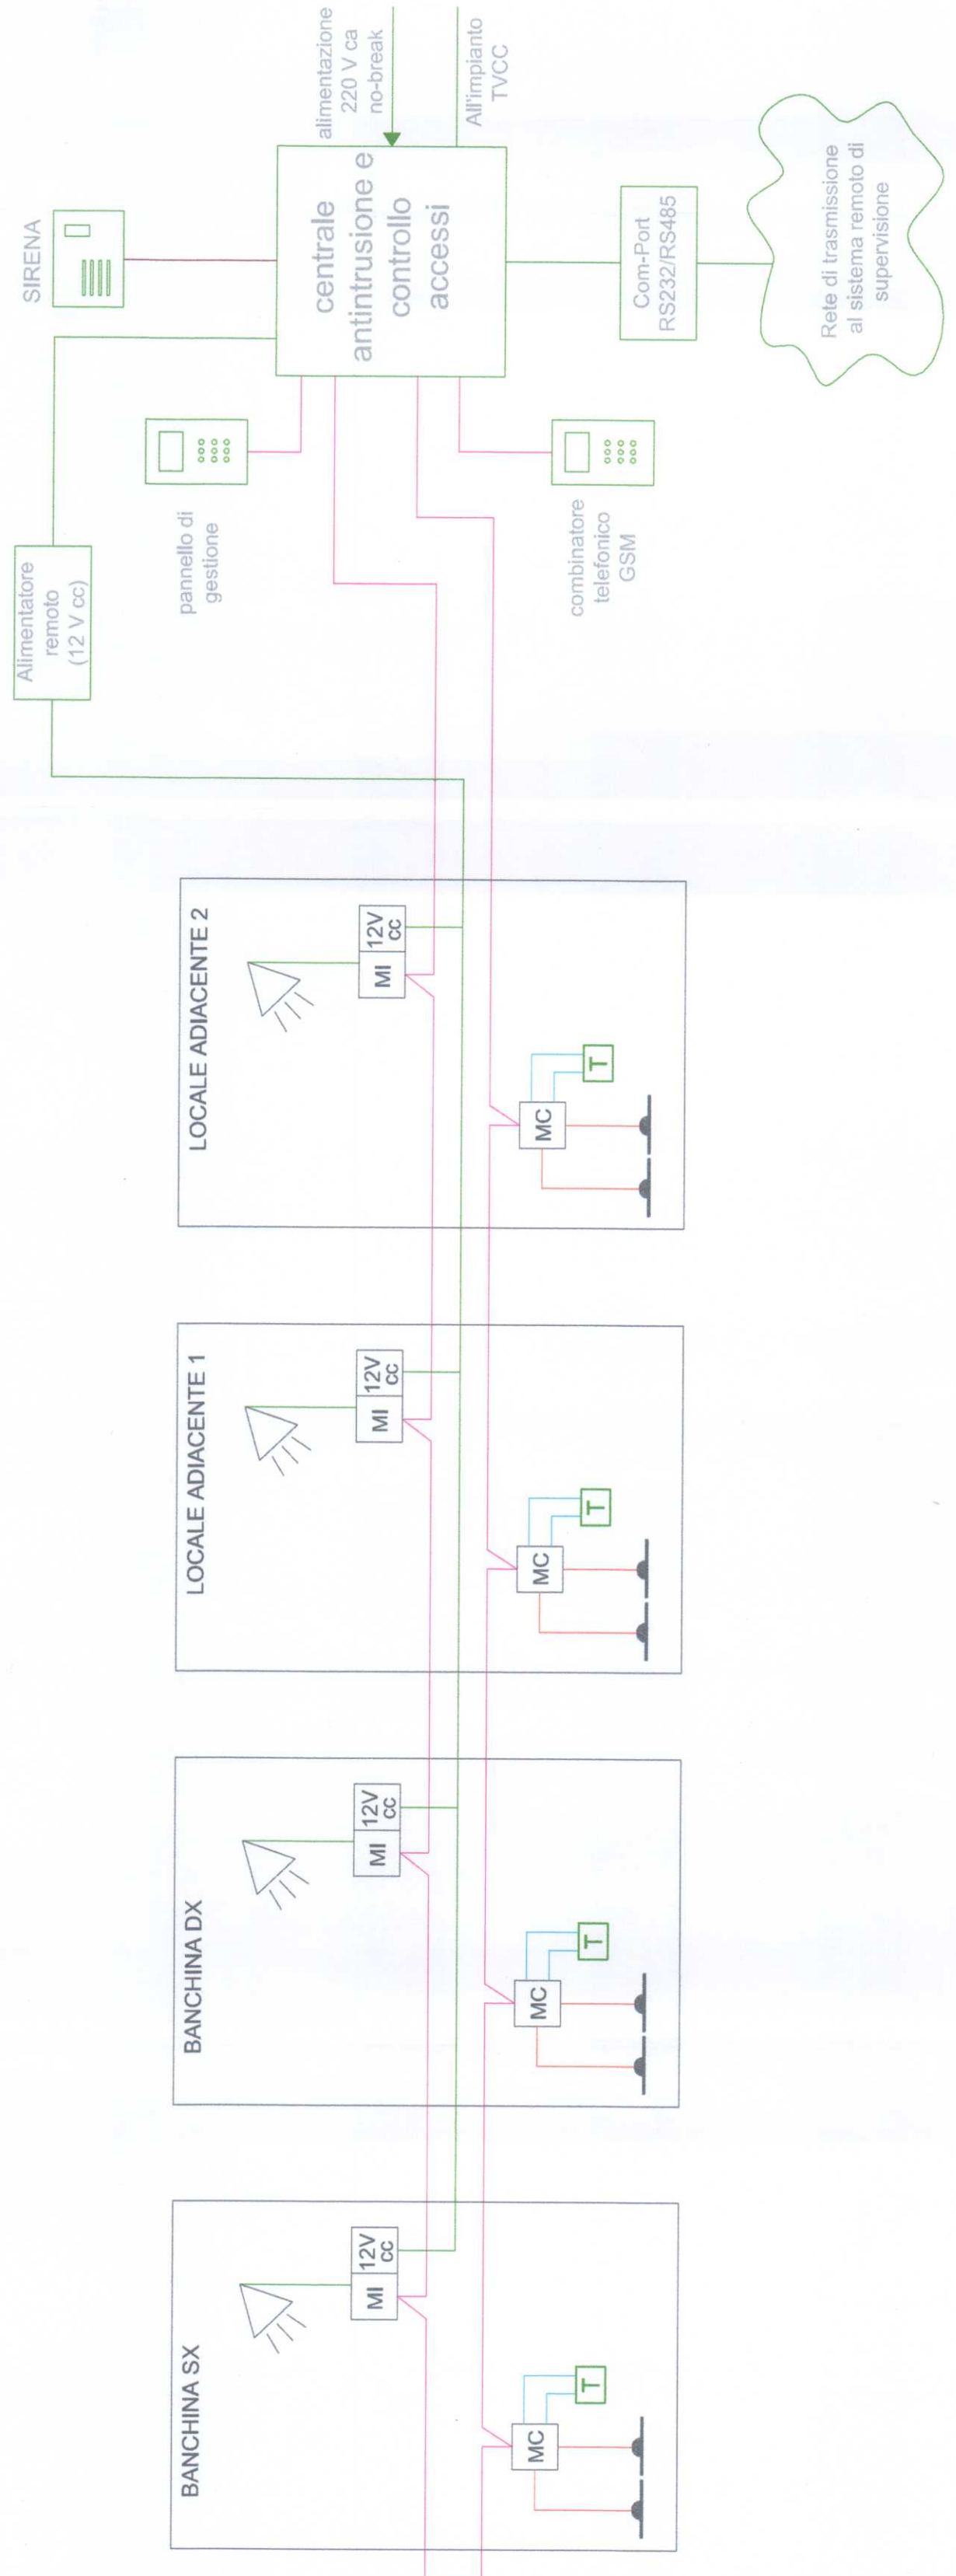 alimentazione
220 V ca
no-break
All'impianto
TVCC
SIRENA
centrale
antintrusione e
controllo
accessi
Com-Port
RS232/RS485
Rete di trasmissione
al sistema remoto di
supervisione
Alimentatore
remoto
(12 V cc)
pannello di
gestione
combinatore
telefonico
GSM
LOCALE ADIACENTE 2
MI
12V
cc
MC
T
LOCALE ADIACENTE 1
MI
12V
cc
MC
T
BANCHINA DX
MI
12V
cc
MC
T
BANCHINA SX
MI
12V
cc
MC
T